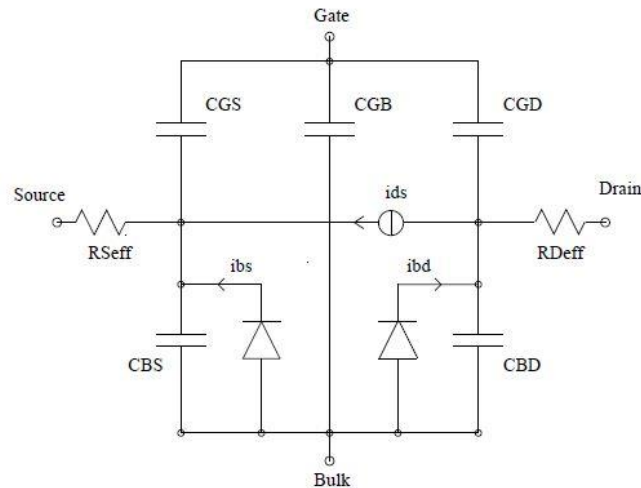 Gate
CGS
CGB
CGD
Source
ids
Drain
RSeff
RDeff
ibs
ibd
CBS
CBD
Bulk